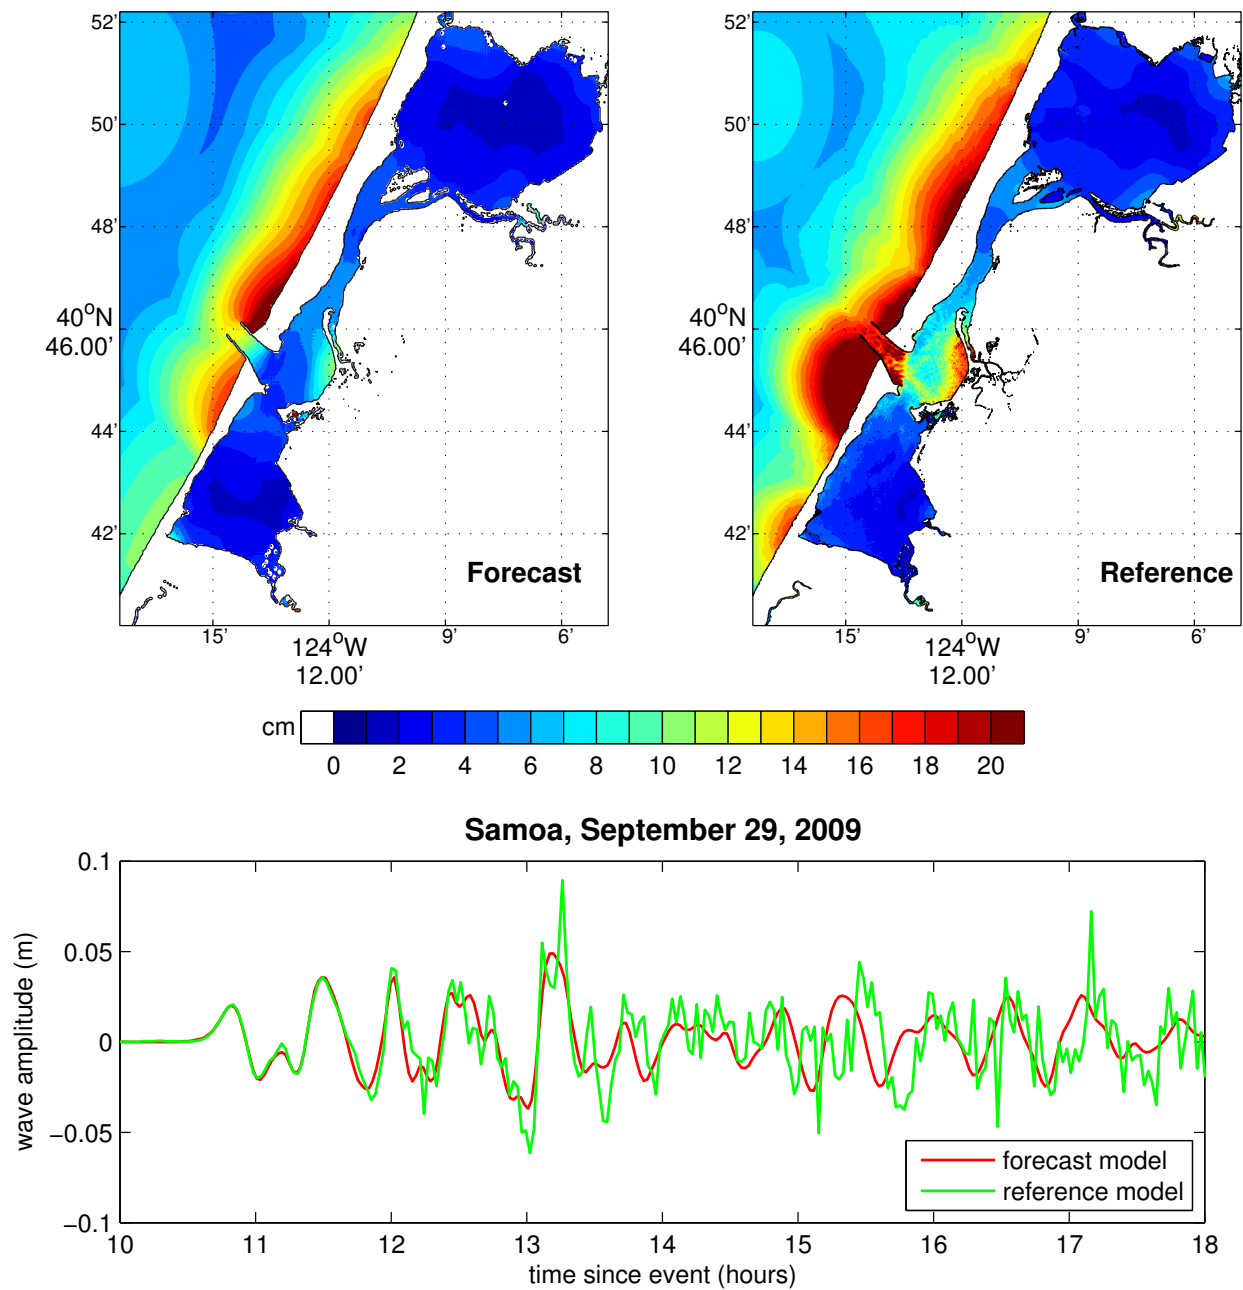 52'
50'
48'
40°N
46.00'
44'
42'
Forecast
15'
124°W
12.00'
9'
6'
52'
50'
48'
40°N
46.00'
44'
42'
Reference
15'
124°W
12.00'
9'
6'
cm
0 2 4 6 8 10 12 14 16 18 20
Samoa, September 29, 2009
wave amplitude (m)
0.1
0.05
0
−0.05
−0.1
forecast model
reference model
10 11 12 13 14 15 16 17 18
time since event (hours)